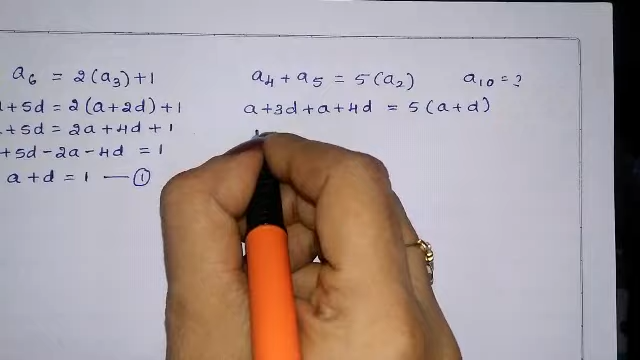 a₆ = 2(a₃)+1
a₄ + a₅ = 5(a₂)
a₁₀ = ?
+ 5d = 2(a+2d)+1
a+3d+a+4d = 5(a+d)
+ 5d = 2a+4d+1
+ 5d - 2a - 4d = 1
a+d = 1 — ①